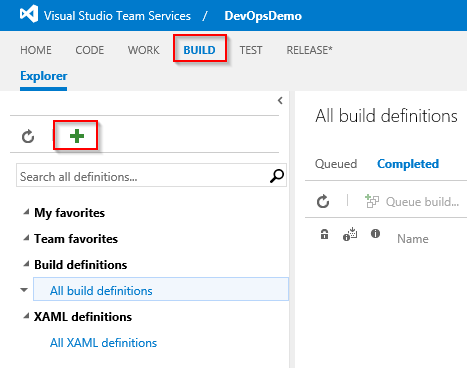 Visual Studio Team Services / DevOpsDemo
HOME CODE WORK BUILD TEST RELEASE*
Explorer
All build definitions
Queued Completed
Search all definitions...
Queue build...
My favorites
Name
Team favorites
Build definitions
All build definitions
XAML definitions
All XAML definitions